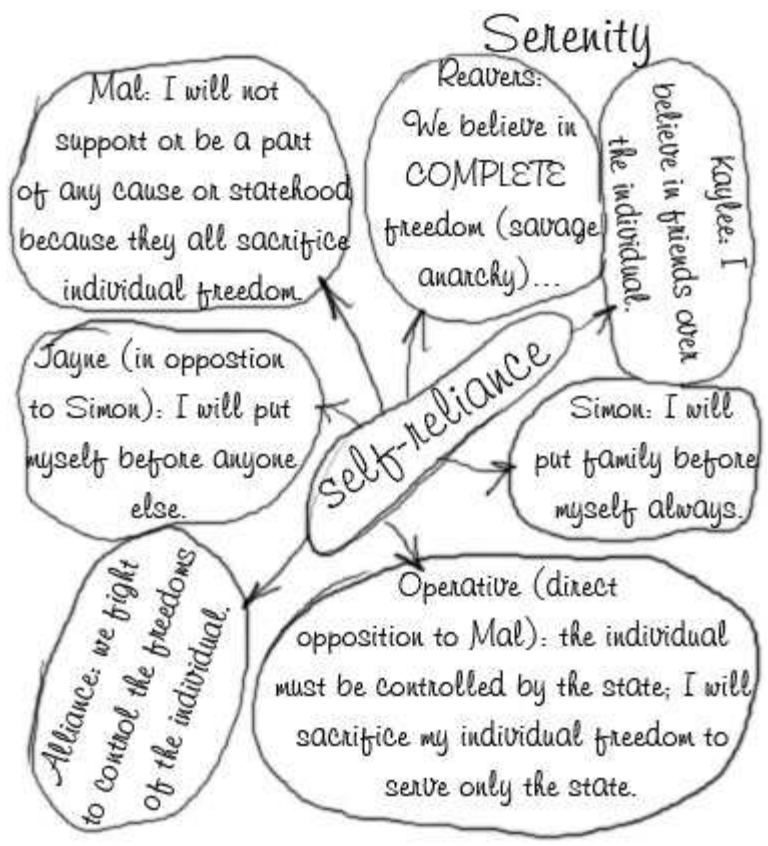 Serenity
Mal: I will not
support or be a part
of any cause or statehood
because they all sacrifice
individual freedom.
Reavers:
We believe in
COMPLETE
freedom (savage
anarchy)...
Kaylee: I
believe in friends over
the individual.
Jayne (in oppostion
to Simon): I will put
myself before anyone
else.
self-reliance
Simon: I will
put family before
myself always.
Alliance: we fight
to control the freedoms
of the individual.
Operative (direct
opposition to Mal): the individual
must be controlled by the state; I will
sacrifice my individual freedom to
serve only the state.